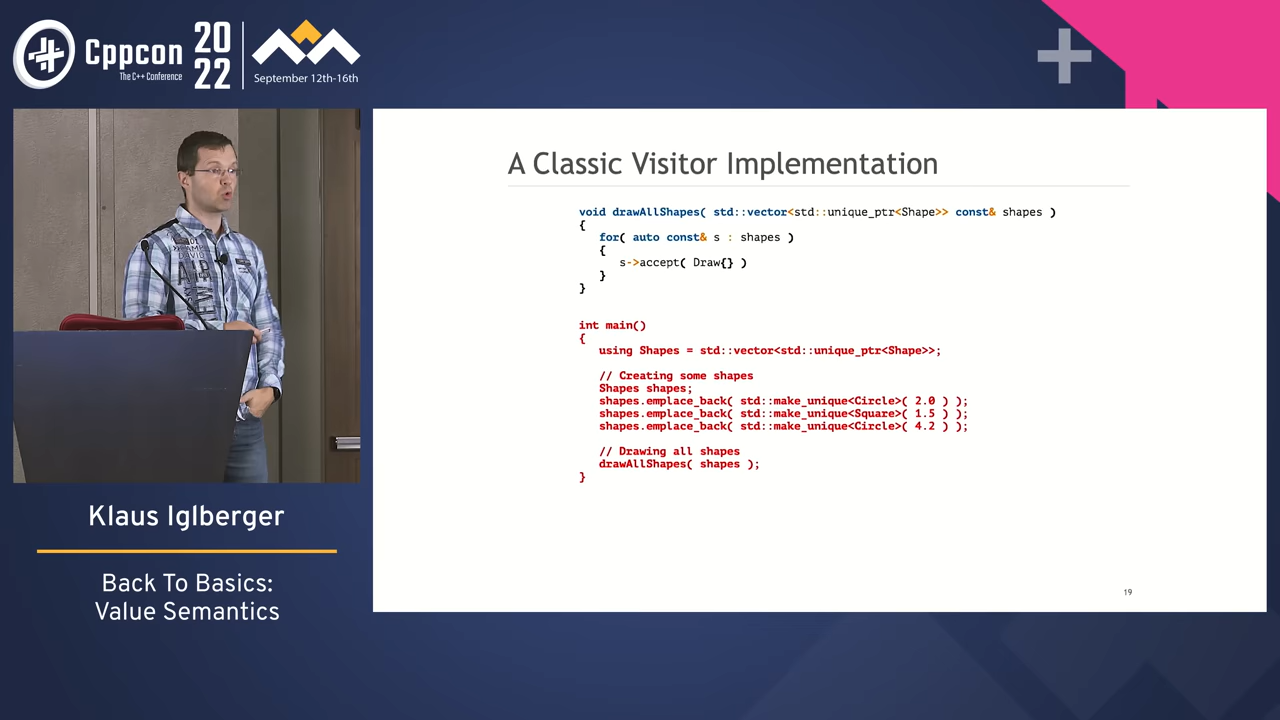 Cppcon
The C++ Conference
20
22
September 12th-16th
A Classic Visitor Implementation
void drawAllShapes( std::vector<std::unique_ptr<Shape>> const& shapes )
{
for( auto const& s : shapes )
{
s->accept( Draw{} )
}
}
int main()
{
using Shapes = std::vector<std::unique_ptr<Shape>>;
// Creating some shapes
Shapes shapes;
shapes.emplace_back( std::make_unique<Circle>( 2.0 ) );
shapes.emplace_back( std::make_unique<Square>( 1.5 ) );
shapes.emplace_back( std::make_unique<Circle>( 4.2 ) );
// Drawing all shapes
drawAllShapes( shapes );
}
19
Klaus Iglberger
Back To Basics:
Value Semantics